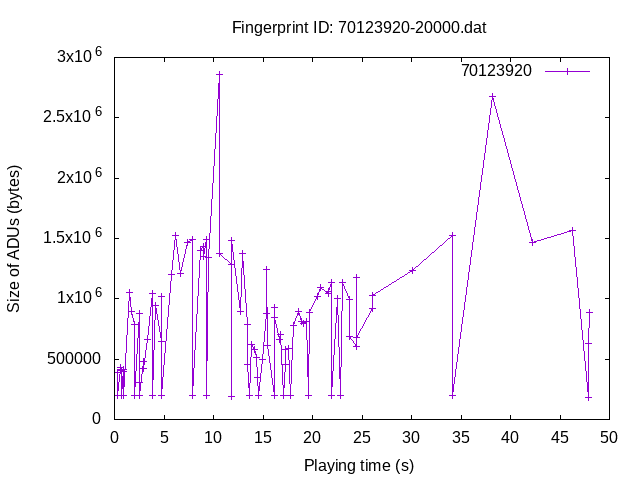 Fingerprint ID: 70123920-20000.dat
3x10^6
70123920
2.5x10^6
2x10^6
1.5x10^6
1x10^6
500000
0
Size of ADUs (bytes)
0 5 10 15 20 25 30 35 40 45 50
Playing time (s)